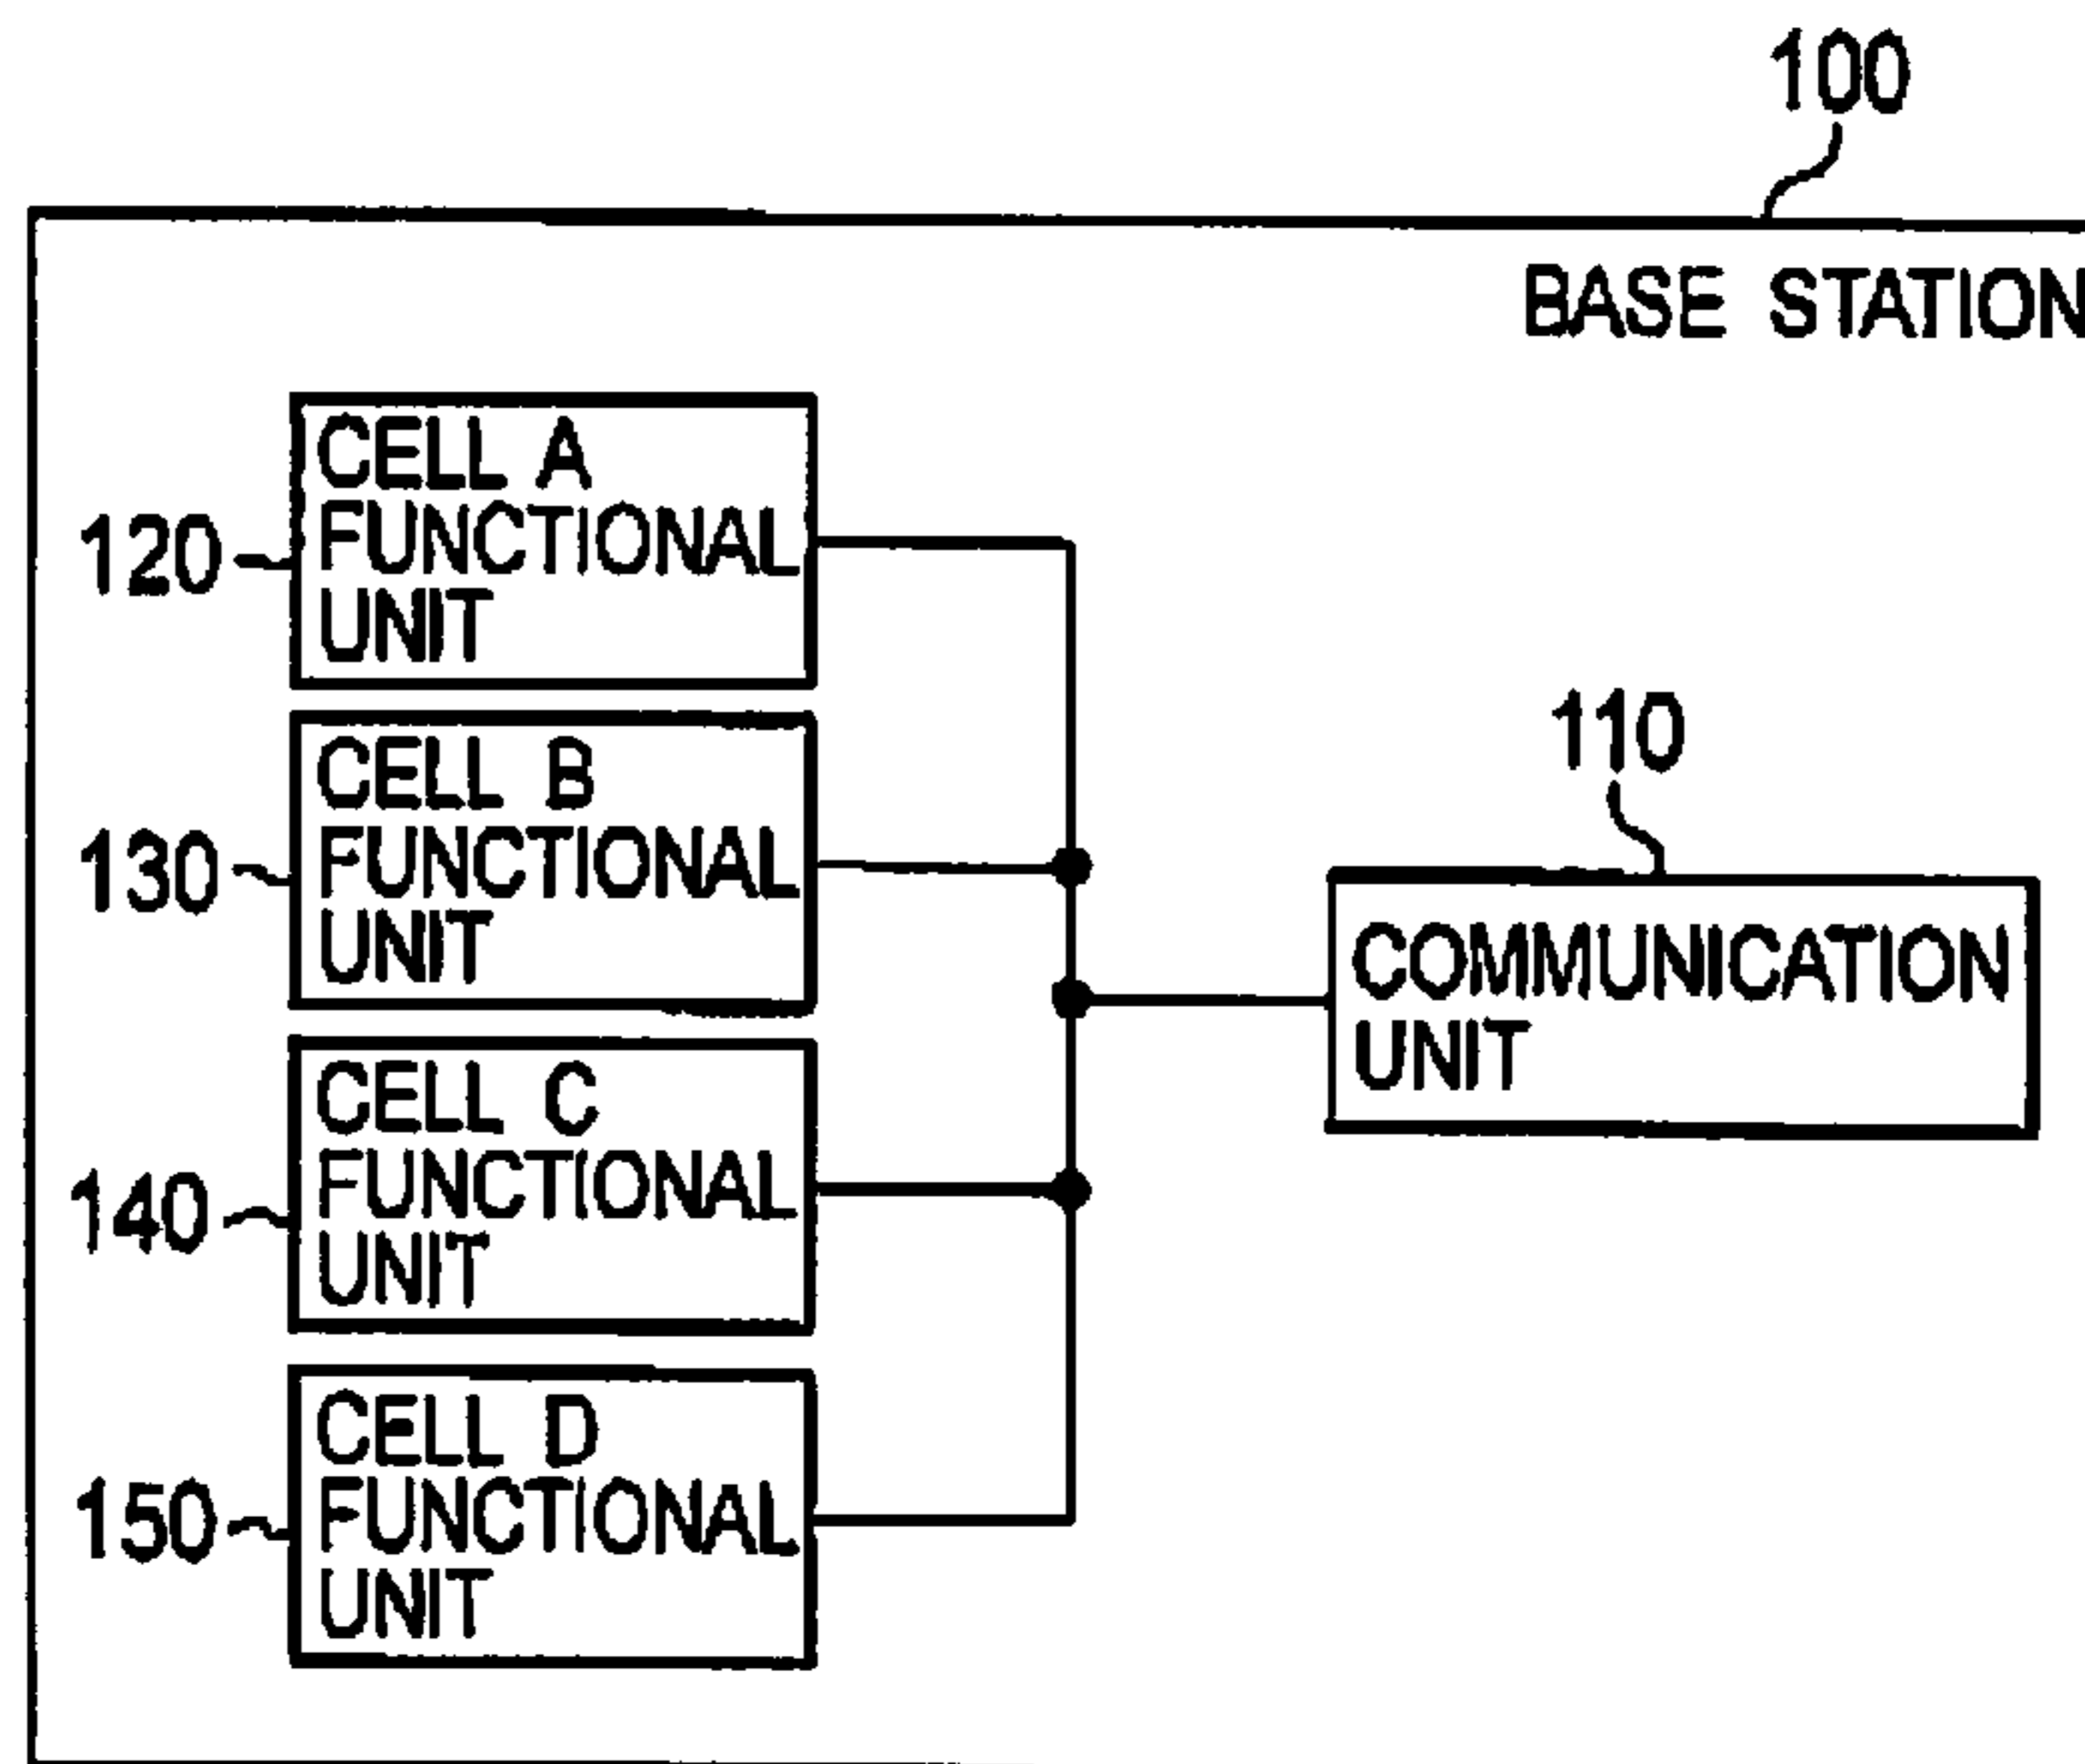 100
BASE STATION
120
CELL A
FUNCTIONAL
UNIT
130
CELL B
FUNCTIONAL
UNIT
110
COMMUNICATION
UNIT
140
CELL C
FUNCTIONAL
UNIT
150
CELL D
FUNCTIONAL
UNIT